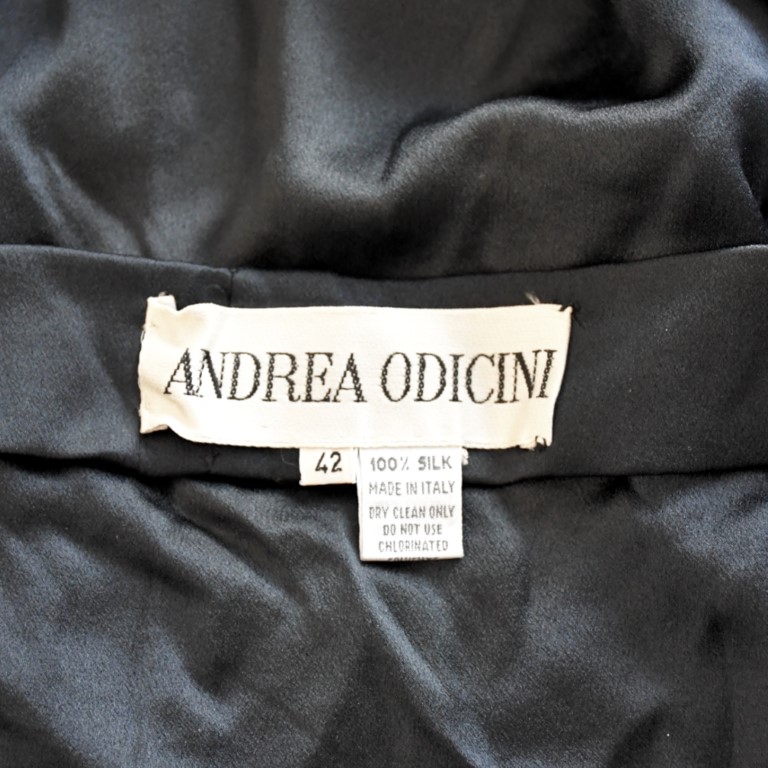 ANDREA ODICINI
42
100% SILK
MADE IN ITALY
DRY CLEAN ONLY
DO NOT USE
CHLORINATED